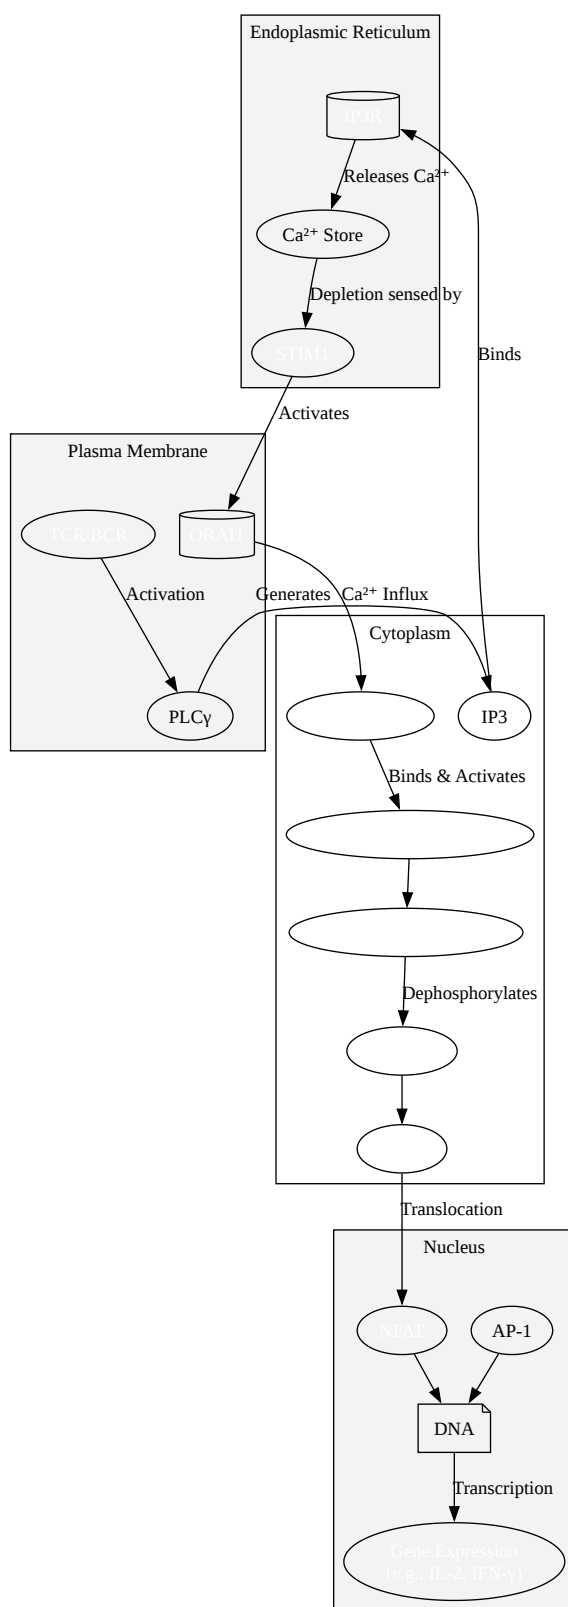 Endoplasmic Reticulum
IP3R
Releases Ca²⁺
Ca²⁺ Store
Depletion sensed by
STIM1
Activates
Binds
Plasma Membrane
TCR/BCR
ORAI1
Activation
Generates
Ca²⁺ Influx
PLCγ
Cytoplasm
IP3
Binds & Activates
Dephosphorylates
Translocation
Nucleus
NFAT
AP-1
DNA
Transcription
Gene Expression
(e.g., IL-2, IFN-γ)